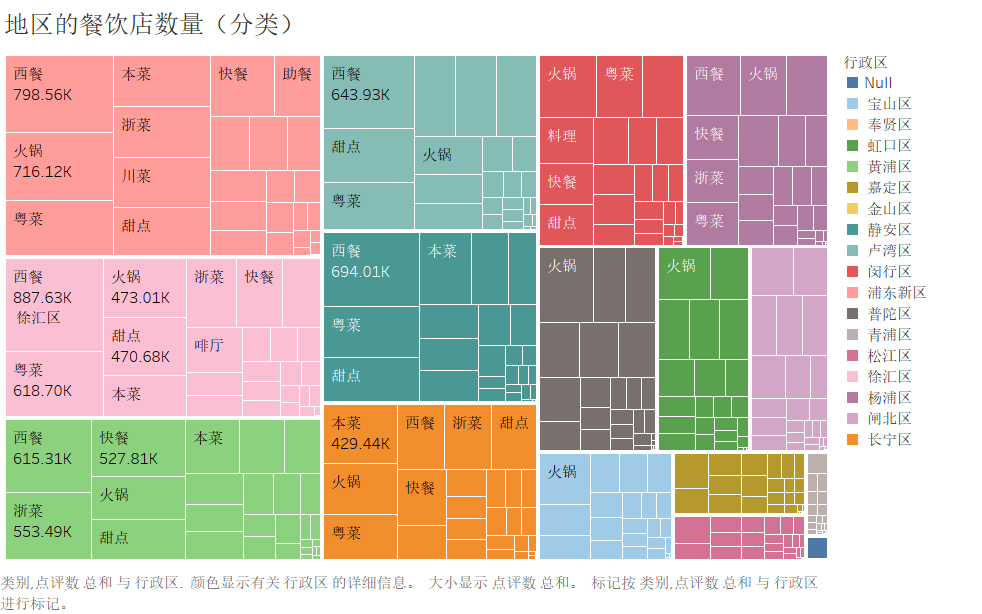 地区的餐饮店数量（分类）
西餐
798.56K
火锅
716.12K
粤菜
本菜
浙菜
川菜
甜点
快餐
助餐
西餐
643.93K
甜点
粤菜
火锅
火锅
粤菜
料理
快餐
甜点
西餐
火锅
快餐
浙菜
粤菜
西餐
887.63K
徐汇区
粤菜
618.70K
火锅
473.01K
甜点
470.68K
本菜
浙菜
快餐
啡厅
西餐
694.01K
粤菜
甜点
本菜
火锅
火锅
西餐
615.31K
浙菜
553.49K
快餐
527.81K
火锅
甜点
本菜
本菜
429.44K
火锅
粤菜
西餐
快餐
浙菜
甜点
火锅
行政区
Null
宝山区
奉贤区
虹口区
黄浦区
嘉定区
金山区
静安区
卢湾区
闵行区
浦东新区
普陀区
青浦区
松江区
徐汇区
杨浦区
闸北区
长宁区
类别,点评数 总和 与 行政区. 颜色显示有关 行政区 的详细信息。 大小显示 点评数 总和。 标记按 类别,点评数 总和 与 行政区
进行标记。